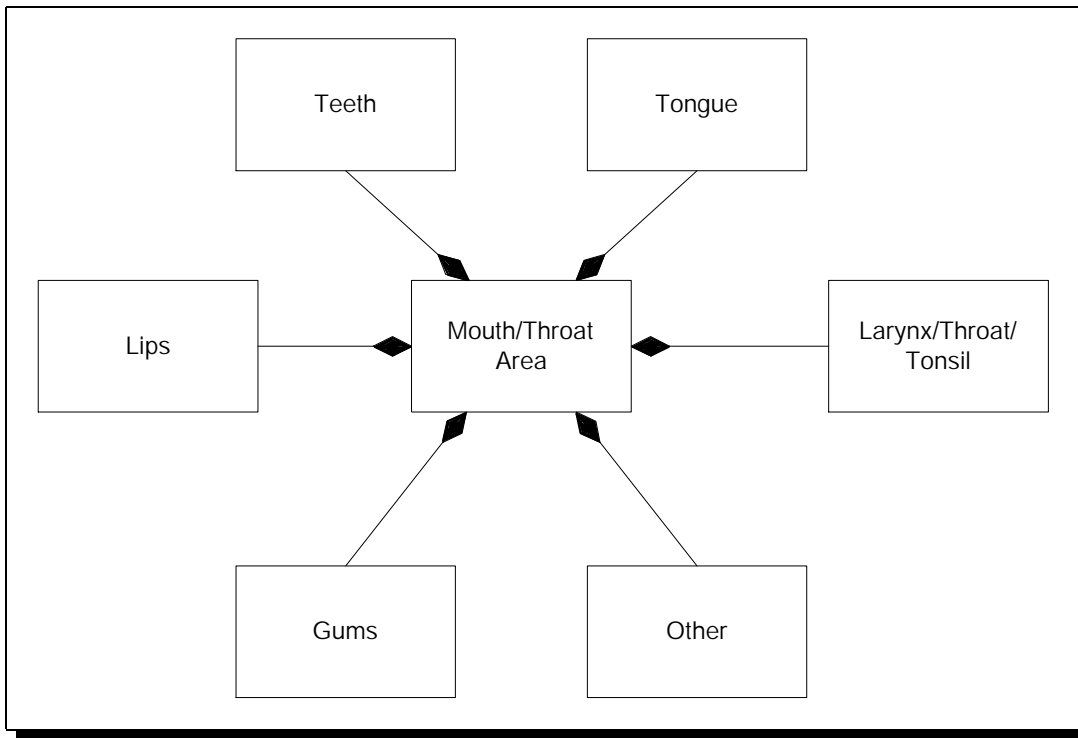 Teeth
Tongue
Lips
Mouth/Throat
Area
Larynx/Throat/
Tonsil
Gums
Other